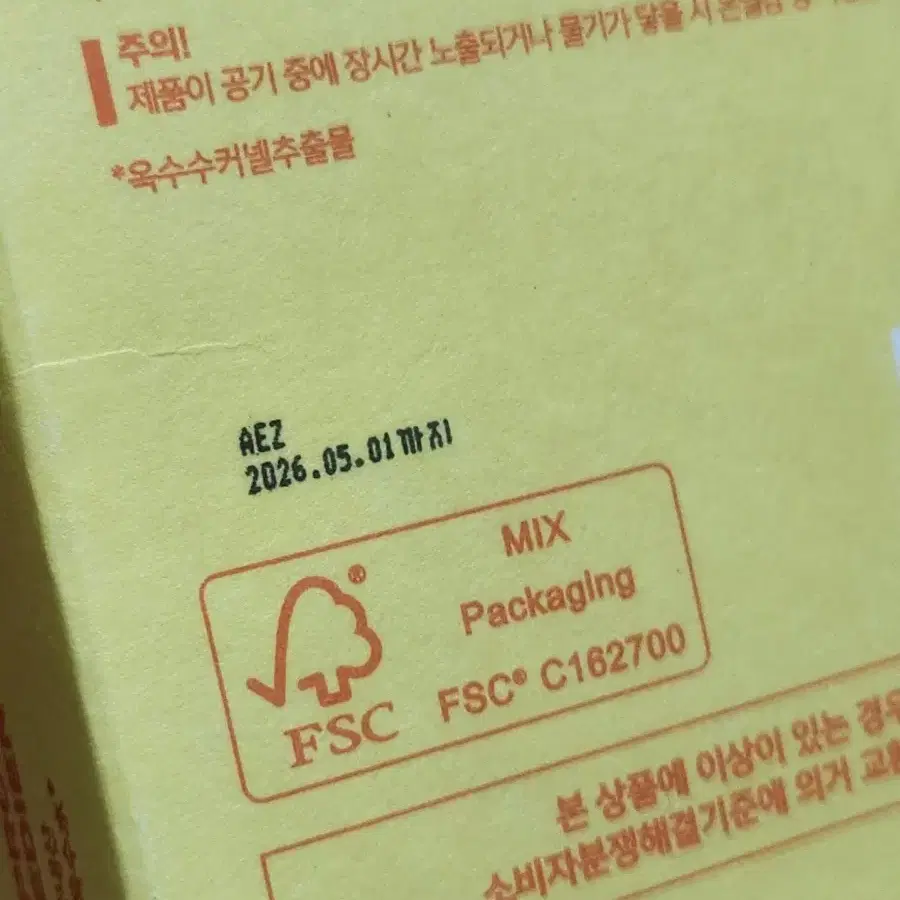 주의!
제품이 공기 중에 장시간 노출되거나 물기가 닿을 시
*옥수수커넬추출물
AEZ
2026.05.01까지
MIX
Packaging
FSC® C162700
®
FSC
본 상품에 이상이 있는 경우
소비자분쟁해결기준에 의거